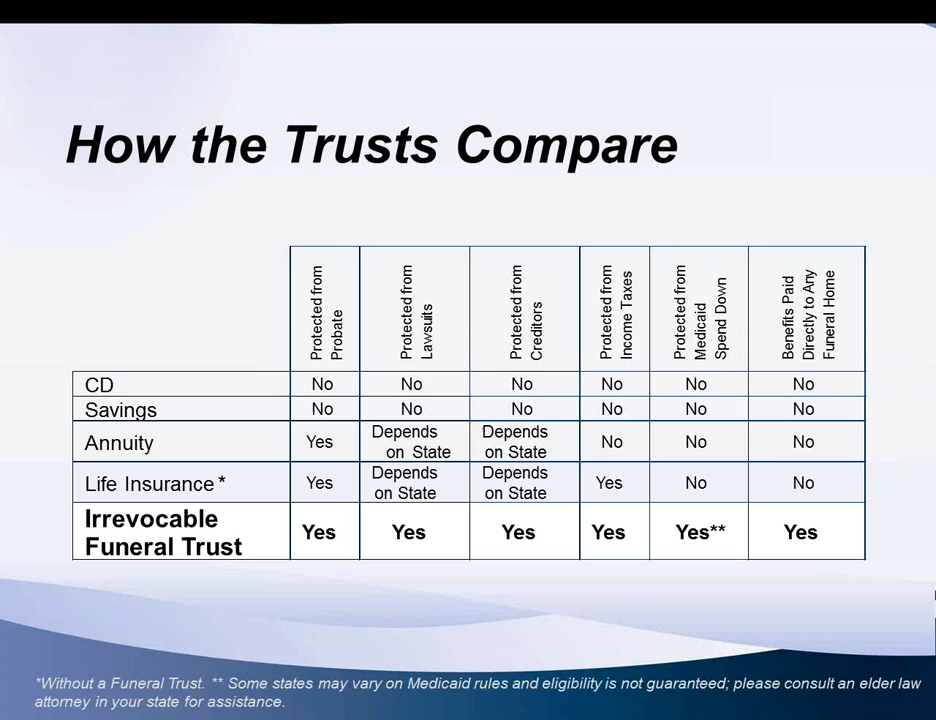 How the Trusts Compare
Protected from
Probate
Protected from
Lawsuits
Protected from
Creditors
Protected from
Income Taxes
Protected from
Medicaid
Spend Down
Benefits Paid
Directly to Any
Funeral Home
CD No No No No No No
Savings No No No No No No
Annuity Yes Depends on State Depends on State No No No
Life Insurance * Yes Depends on State Depends on State Yes No No
Irrevocable
Funeral Trust Yes Yes Yes Yes Yes** Yes
*Without a Funeral Trust. ** Some states may vary on Medicaid rules and eligibility is not guaranteed; please consult an elder law
attorney in your state for assistance.